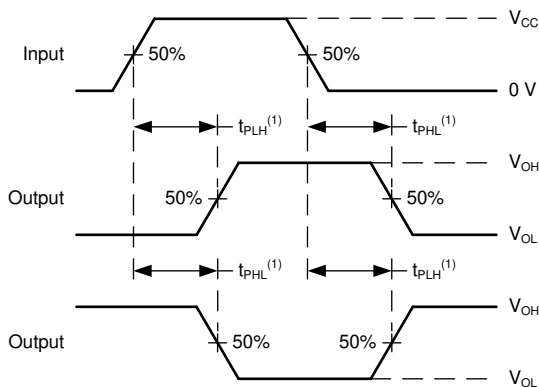 V_CC
Input 50% 50%
0 V
t_PLH^(1) t_PHL^(1)
V_OH
Output 50% 50%
V_OL
t_PHL^(1) t_PLH^(1)
V_OH
Output 50% 50%
V_OL